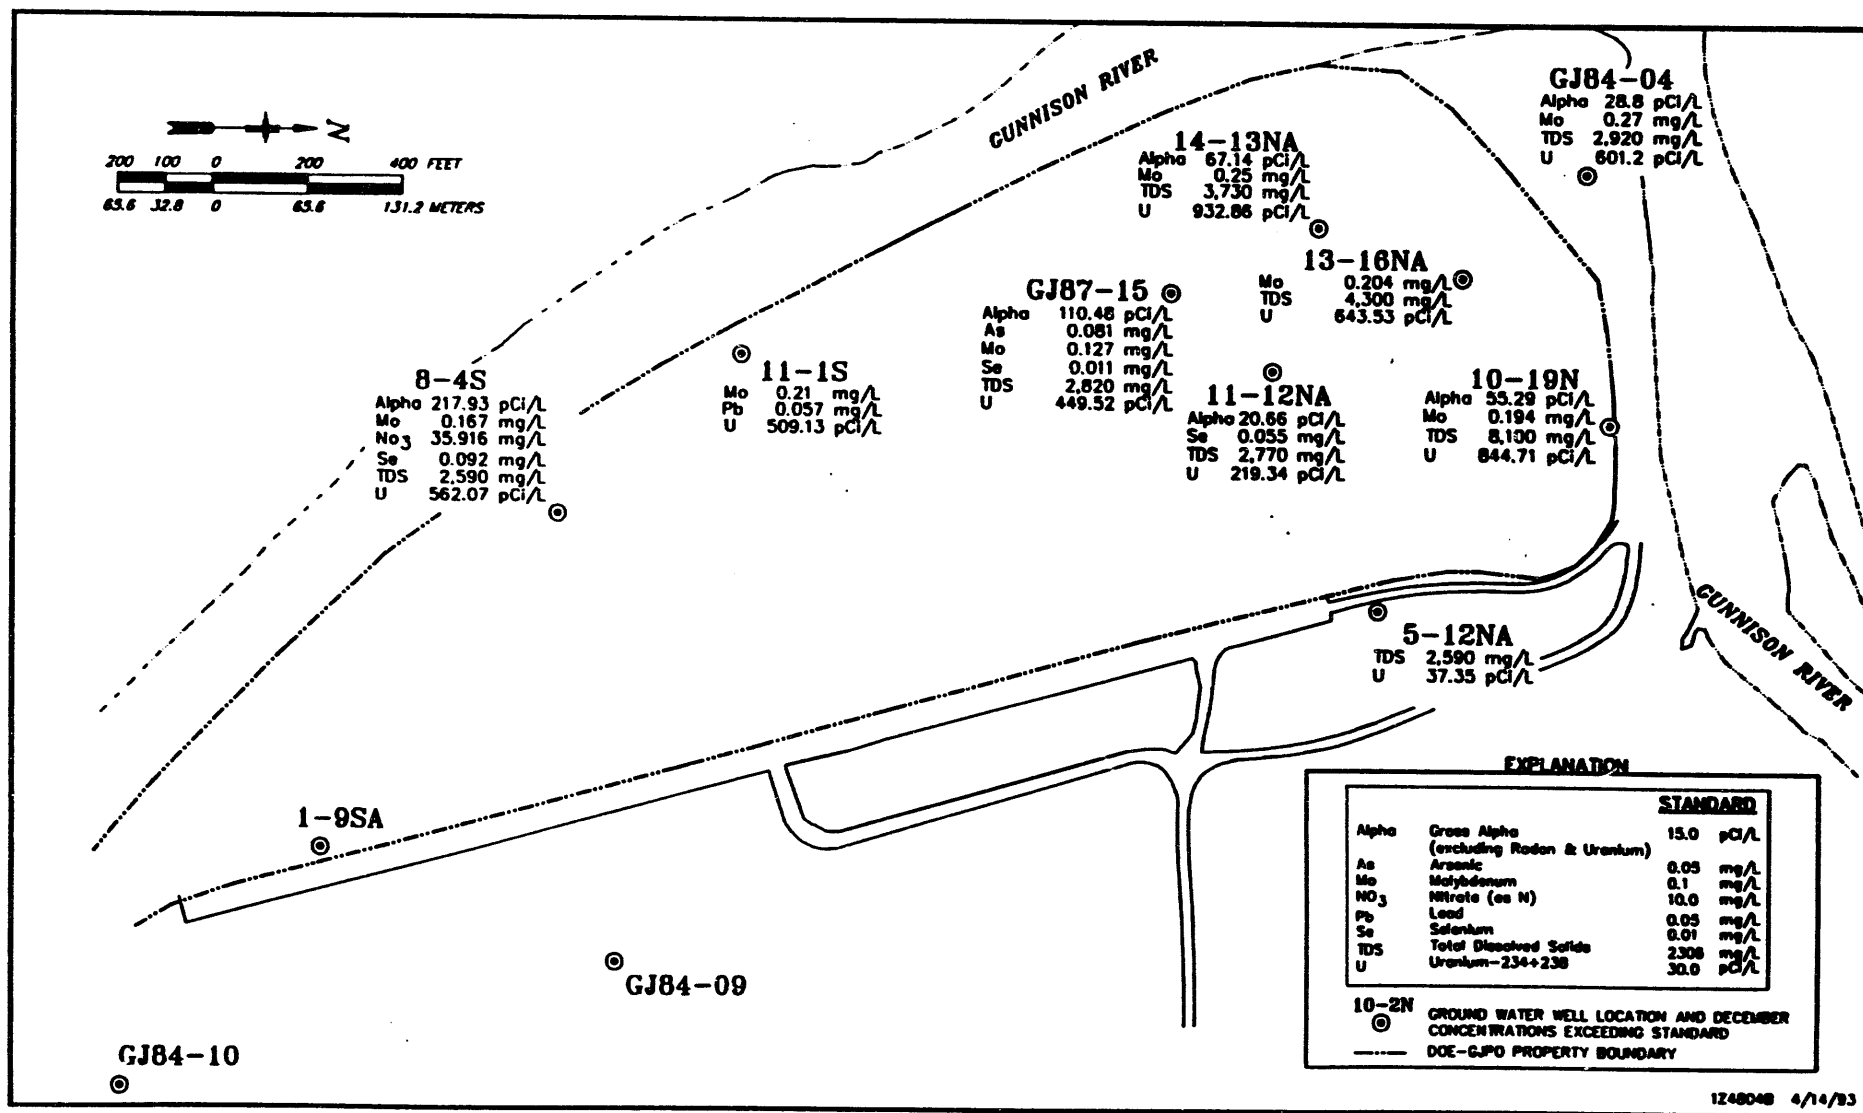 GUNNISON RIVER
N
200 100 0 200 400 FEET
65.6 32.8 0 65.6 131.2 METERS
GJ84-04
Alpha 28.8 pCi/L
Mo 0.27 mg/L
TDS 2,920 mg/L
U 601.2 pCi/L
14-13NA
Alpha 67.14 pCi/L
Mo 0.25 mg/L
TDS 3,730 mg/L
U 932.86 pCi/L
13-16NA
Mo 0.204 mg/L
TDS 4,300 mg/L
U 643.53 pCi/L
GJ87-15
Alpha 110.48 pCi/L
As 0.081 mg/L
Mo 0.127 mg/L
Se 0.011 mg/L
TDS 2,820 mg/L
U 449.52 pCi/L
11-1S
Mo 0.21 mg/L
Pb 0.057 mg/L
U 509.13 pCi/L
8-4S
Alpha 217.93 pCi/L
Mo 0.167 mg/L
No3 35.916 mg/L
Se 0.092 mg/L
TDS 2,590 mg/L
U 562.07 pCi/L
11-12NA
Alpha 20.66 pCi/L
Se 0.055 mg/L
TDS 2,770 mg/L
U 219.34 pCi/L
10-19N
Alpha 55.29 pCi/L
Mo 0.194 mg/L
TDS 8,100 mg/L
U 844.71 pCi/L
5-12NA
TDS 2,590 mg/L
U 37.35 pCi/L
GUNNISON RIVER
1-9SA
GJ84-09
GJ84-10
EXPLANATION
STANDARD
Alpha Gross Alpha 15.0 pCi/L
(excluding Radon & Uranium)
As Arsenic 0.05 mg/L
Mo Molybdenum 0.1 mg/L
NO3 Nitrate (as N) 10.0 mg/L
Pb Lead 0.05 mg/L
Se Selenium 0.01 mg/L
TDS Total Dissolved Solids 2308 mg/L
U Uranium-234+238 30.0 pCi/L
10-2N
GROUND WATER WELL LOCATION AND DECEMBER
CONCENTRATIONS EXCEEDING STANDARD
DOE-GJPO PROPERTY BOUNDARY
4/14/93